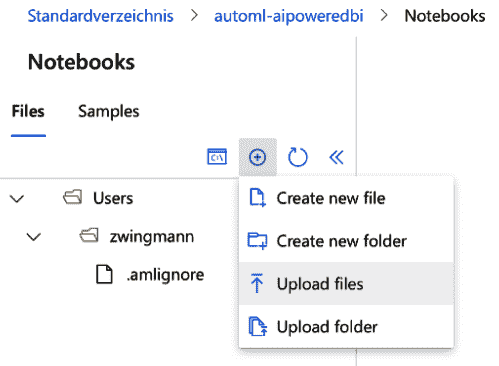 Standardverzeichnis > automl-aipoweredbi > Notebooks
Notebooks
Files Samples
C:\
Users
zwingmann
.amlignore
Create new file
Create new folder
Upload files
Upload folder